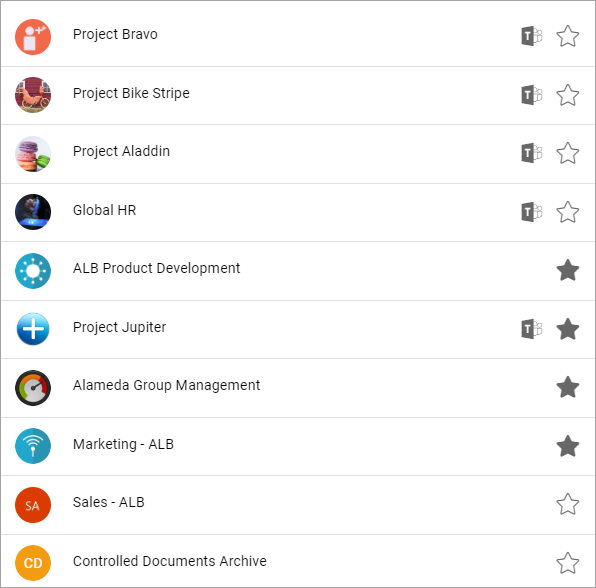 Project Bravo
T
Project Bike Stripe
T
Project Aladdin
T
Global HR
T
ALB Product Development
Project Jupiter
T
Alameda Group Management
Marketing - ALB
SA
Sales - ALB
CD
Controlled Documents Archive